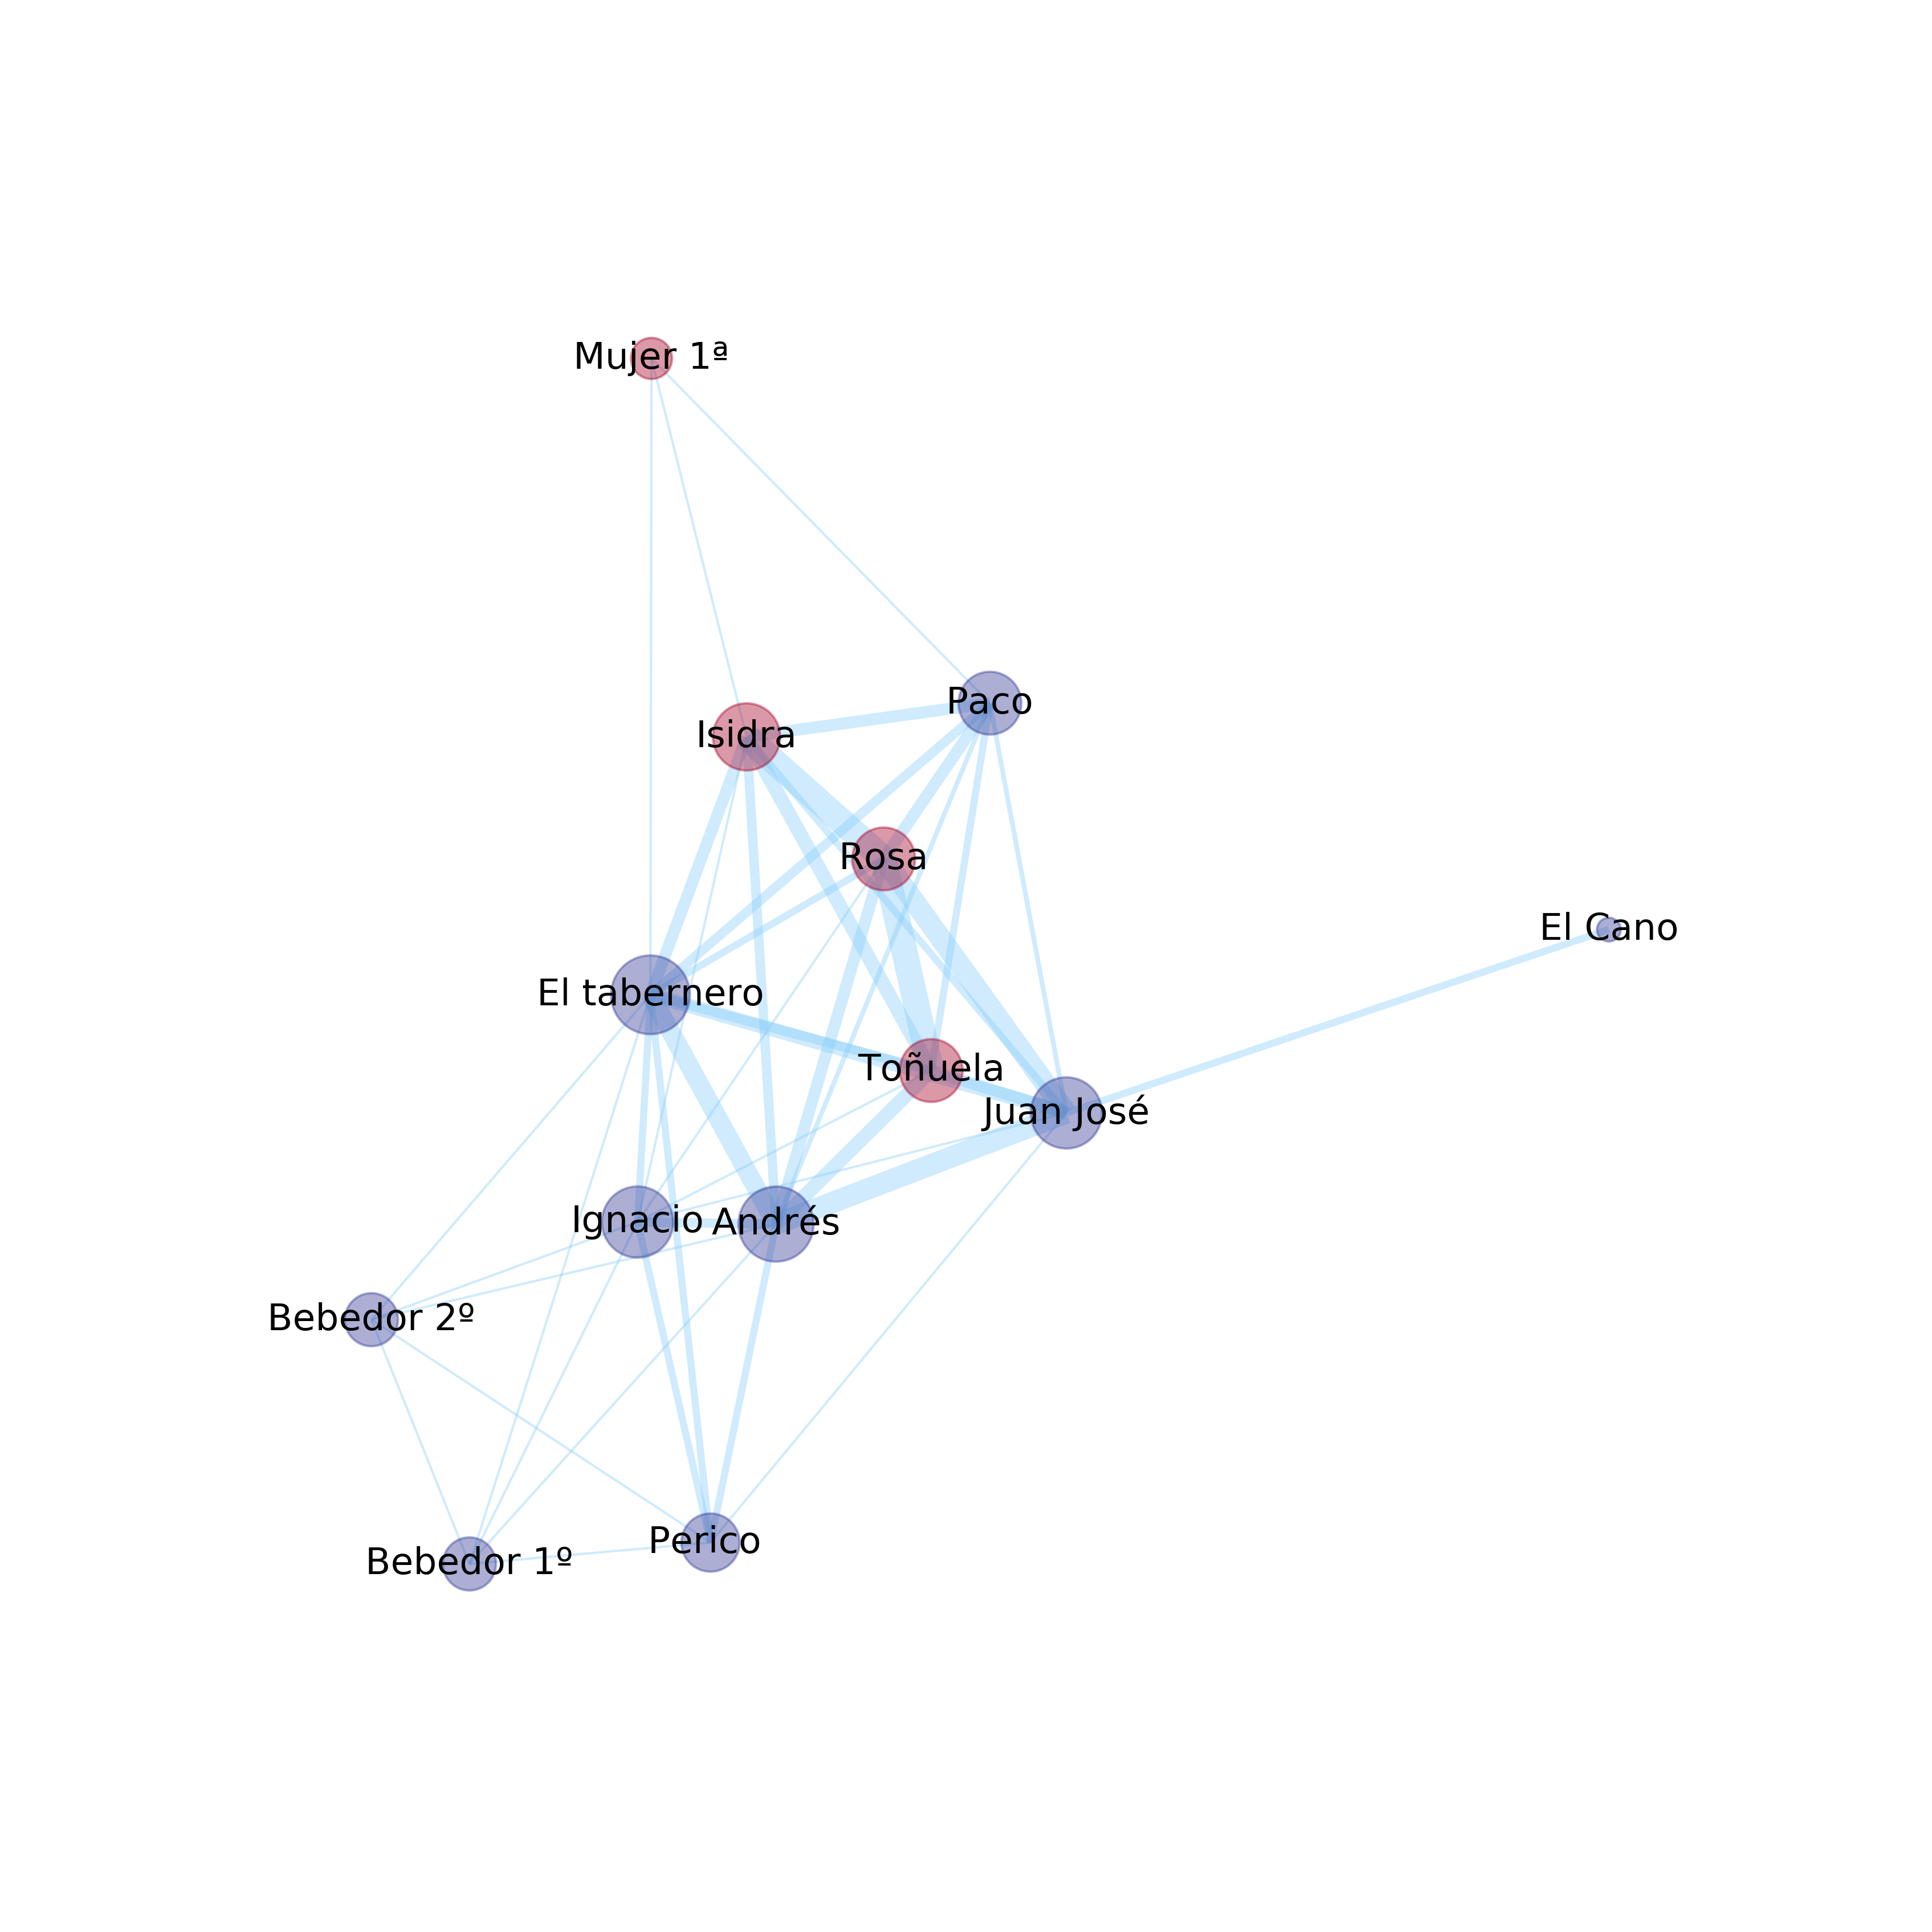 Mujer 1ª
Paco
Isidra
Rosa
El Cano
El tabernero
Toñuela
Juan José
Ignacio
Andrés
Bebedor 2º
Perico
Bebedor 1º